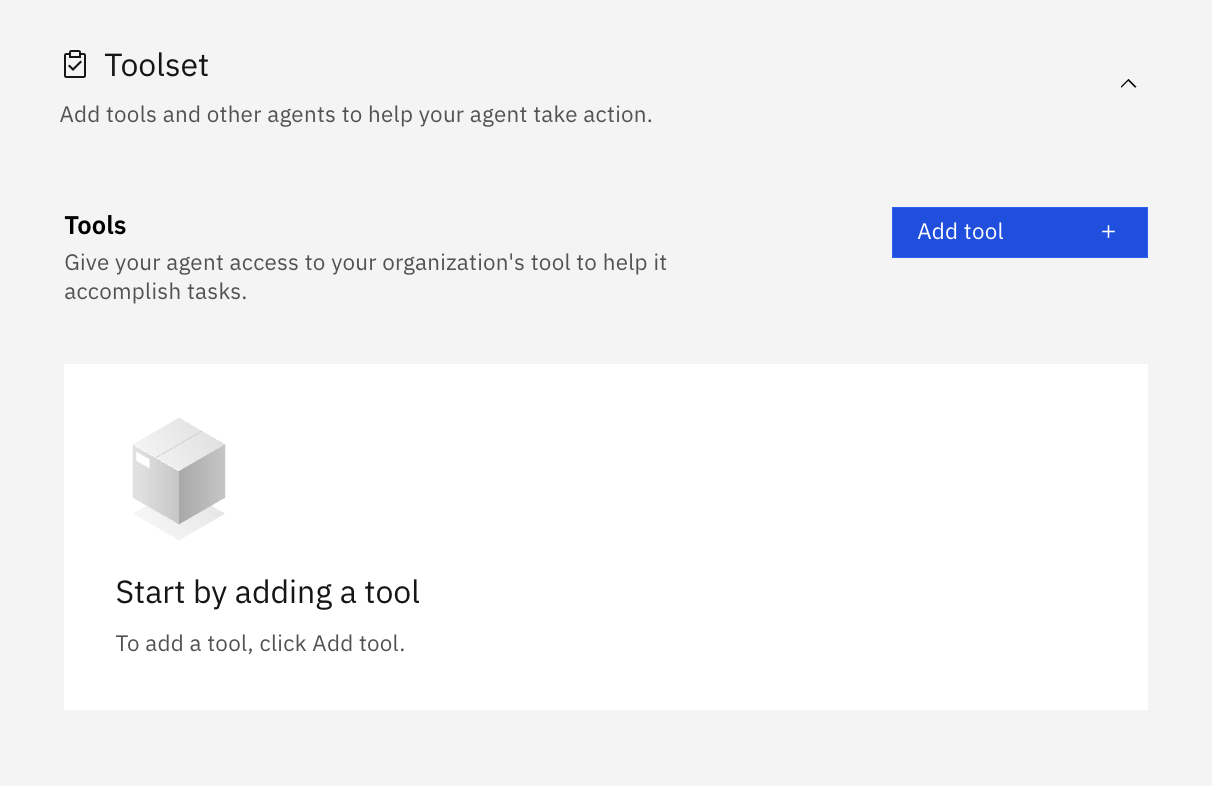 Toolset
Add tools and other agents to help your agent take action.
Tools
Add tool
Give your agent access to your organization's tool to help it
accomplish tasks.
Start by adding a tool
To add a tool, click Add tool.